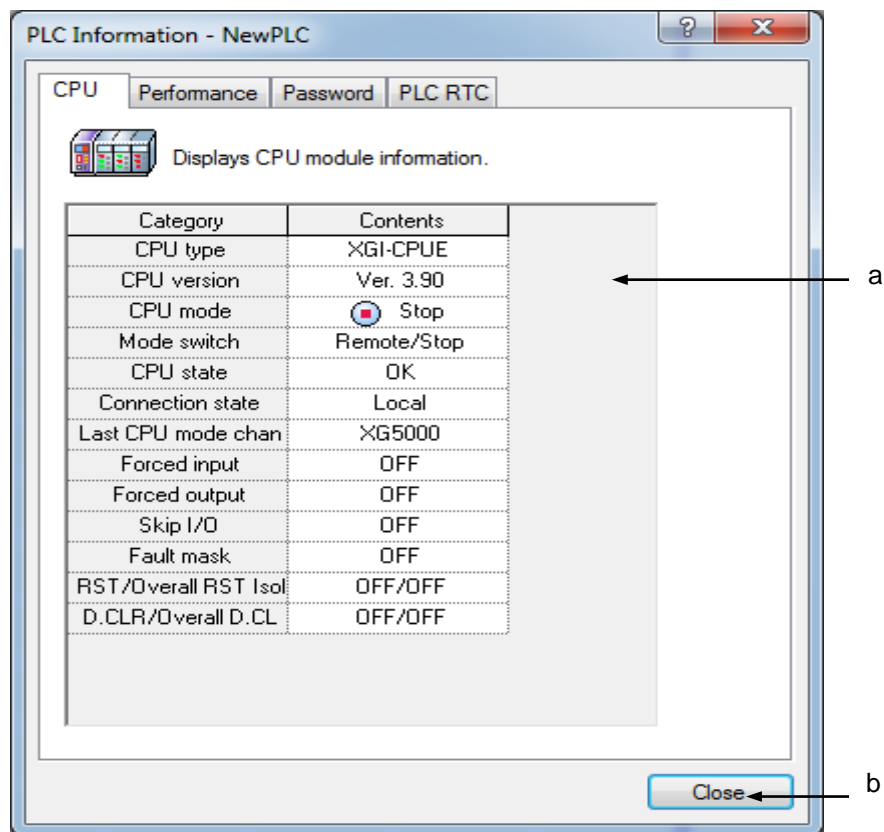 PLC Information - NewPLC
?
CPU Performance Password PLC RTC
Displays CPU module information.
Category Contents
CPU type XGI-CPUE
CPU version Ver. 3.90
a
CPU mode Stop
Mode switch Remote/Stop
CPU state OK
Connection state Local
Last CPU mode chan XG5000
Forced input OFF
Forced output OFF
Skip I/O OFF
Fault mask OFF
RST/Overall RST Isol OFF/OFF
D.CLR/Overall D.CL OFF/OFF
Close
b